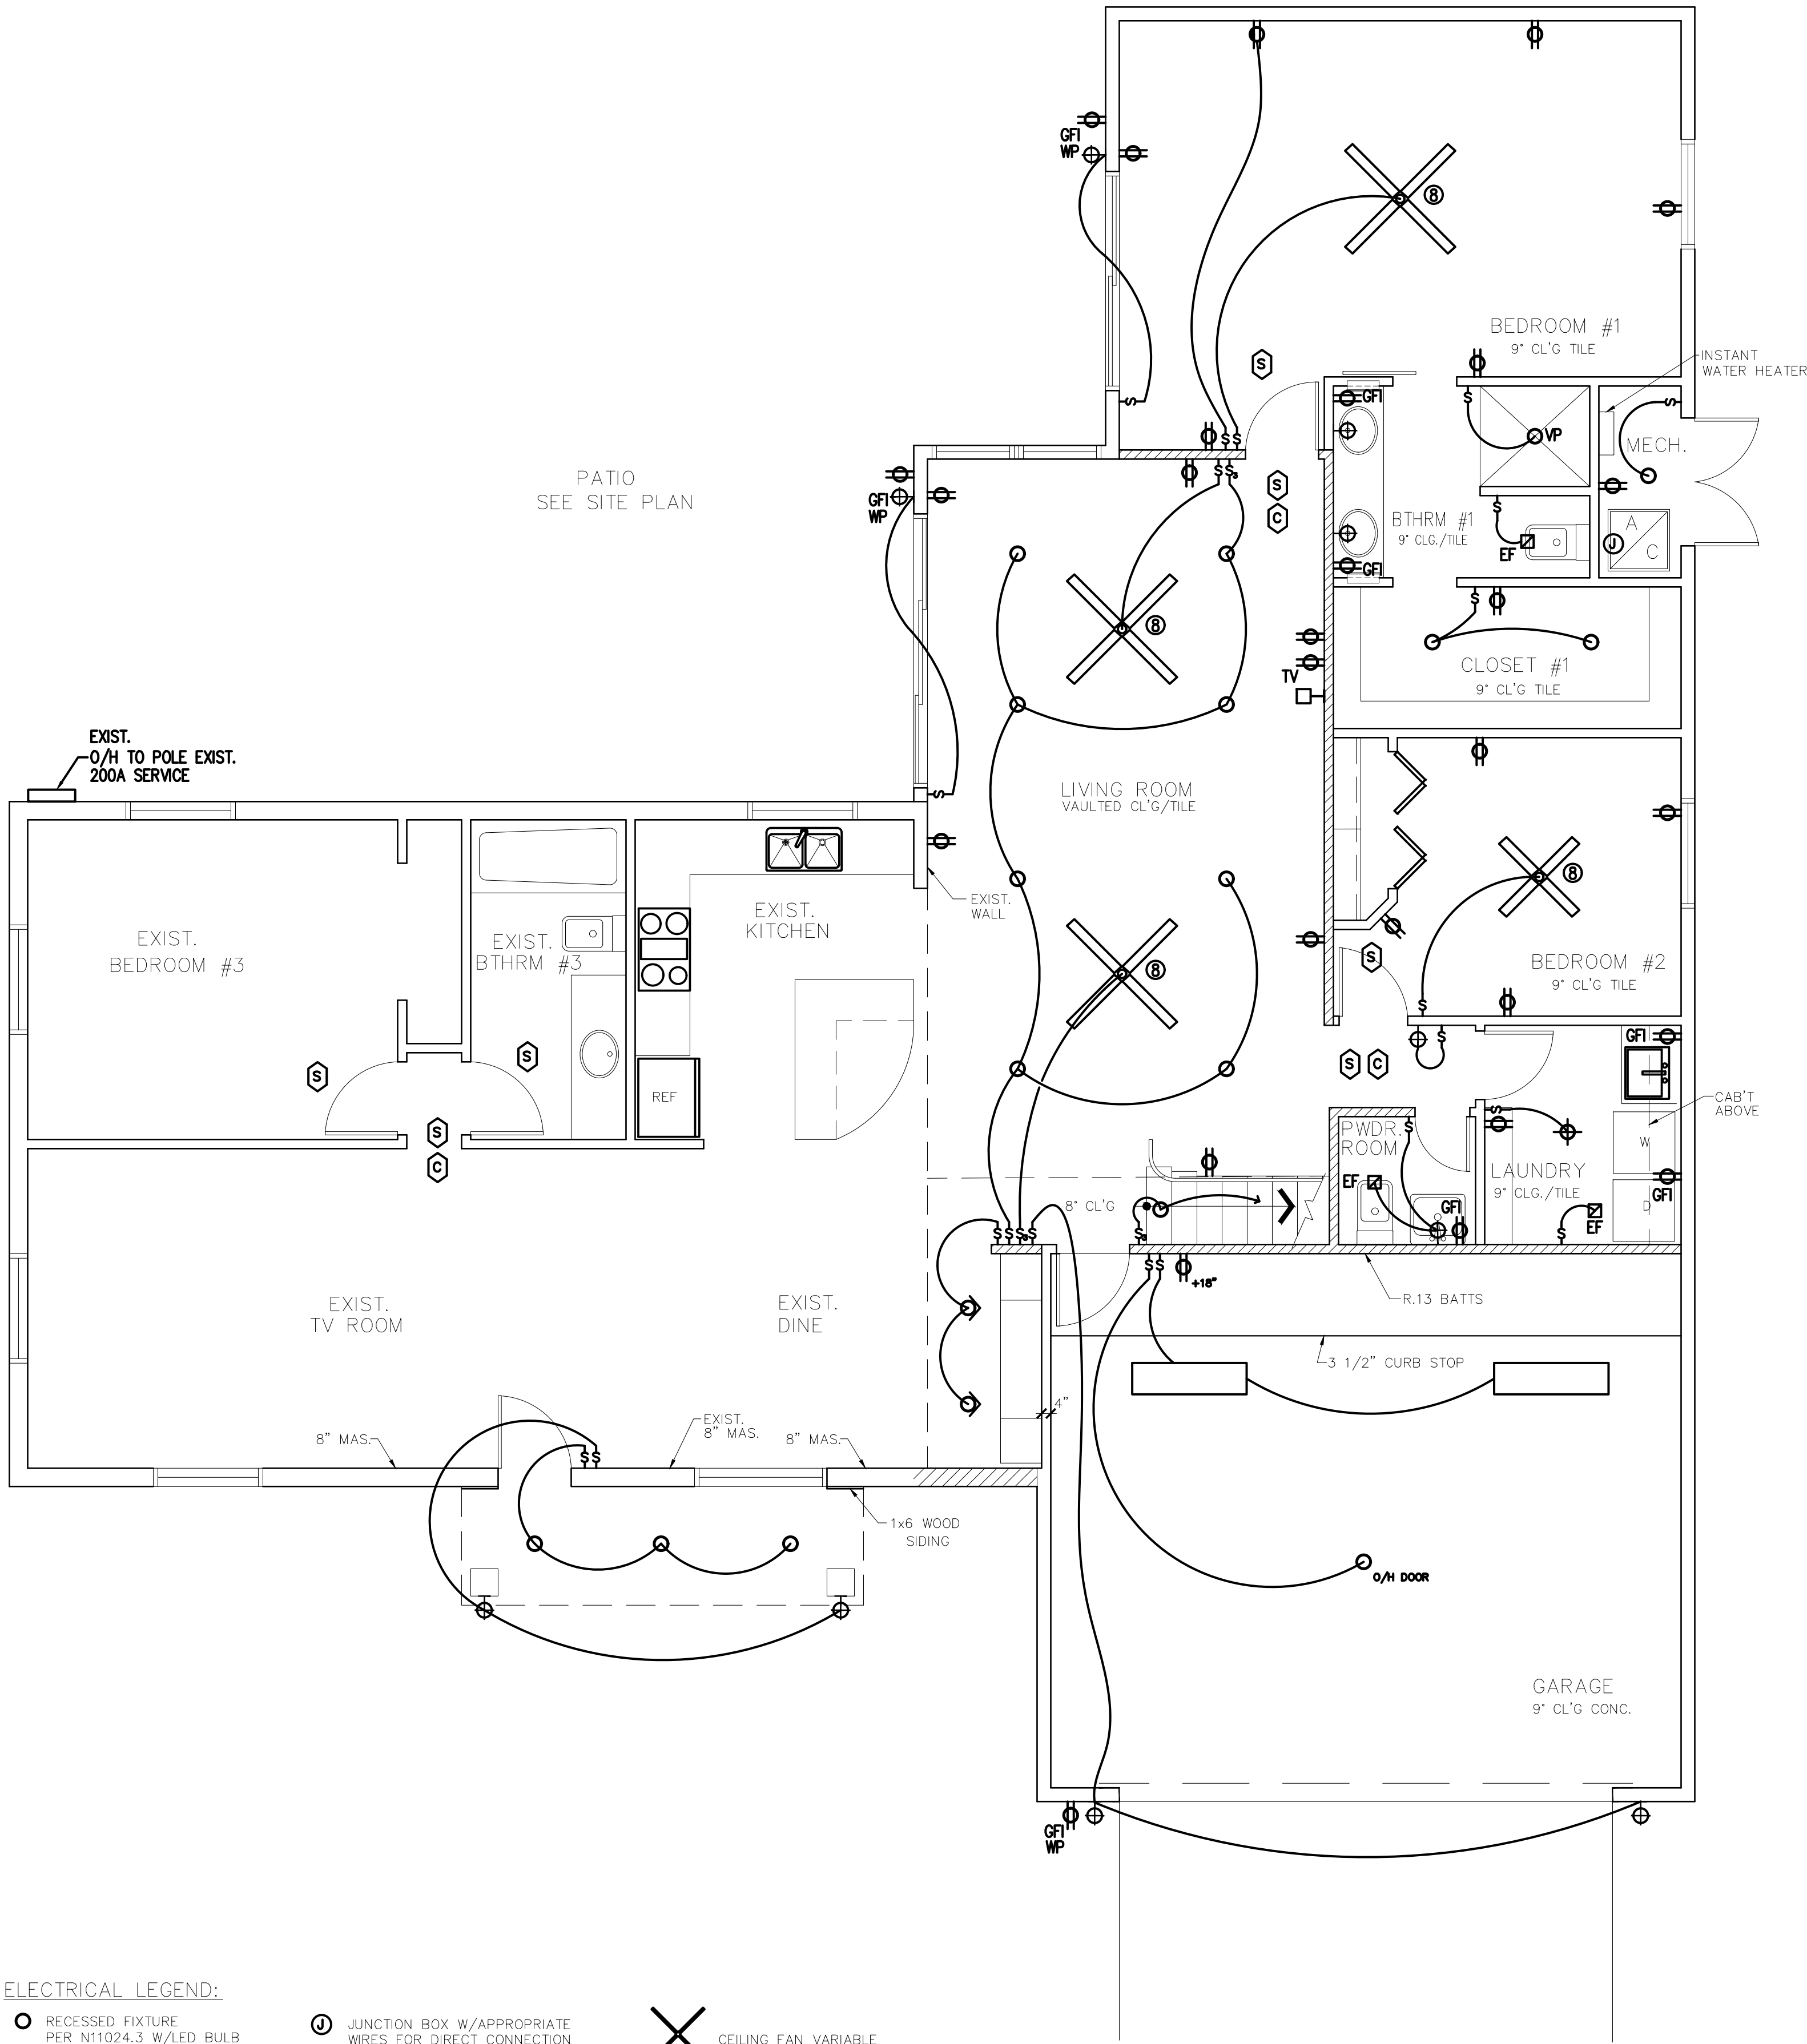 GFI
WP
8
BEDROOM #1
9" CL'G TILE
INSTANT
WATER HEATER
S
S
GFI
S
S
VP
MECH.
S S
S S3
PATIO
SEE SITE PLAN
GFI
WP
S
C
BTHRM #1
9" CLG./TILE
S
EF
J
A
C
GFI
S
8
CLOSET #1
9" CL'G TILE
TV
EXIST.
O/H TO POLE EXIST.
200A SERVICE
LIVING ROOM
VAULTED CL'G/TILE
S
8
EXIST.
WALL
EXIST.
KITCHEN
EXIST.
BEDROOM #3
EXIST.
BTHRM #3
BEDROOM #2
9" CL'G TILE
S
8
S
S
S
REF
S
S
S
C
GFI
CAB'T
ABOVE
S
C
S
PWDR.
ROOM
S
W
LAUNDRY
9" CLG./TILE
EF
GFI
GFI
D
8" CL'G
EF
S
S S S3 S
S3
S S
+18"
R.13 BATTS
EXIST.
TV ROOM
EXIST.
DINE
3 1/2" CURB STOP
4"
8" MAS.
EXIST.
8" MAS.
8" MAS.
S S
1x6 WOOD
SIDING
O/H DOOR
GARAGE
9" CL'G CONC.
GFI
WP
ELECTRICAL LEGEND:
RECESSED FIXTURE
PER N11024.3 W/LED BULB
J
JUNCTION BOX W/APPROPRIATE
WIRES FOR DIRECT CONNECTION
CEILING FAN VARIABLE